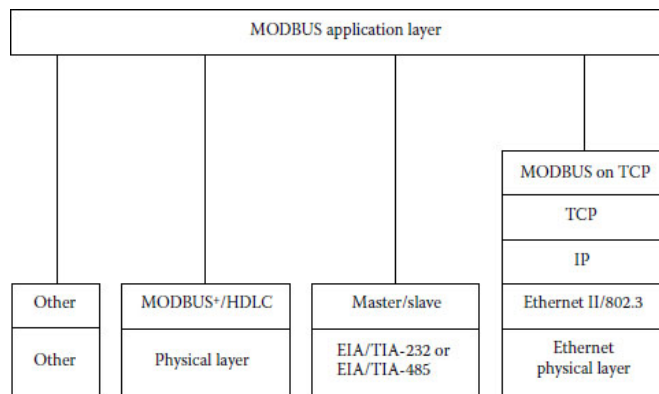 MODBUS application layer
MODBUS on TCP
TCP
IP
Other
MODBUS+/HDLC
Master/slave
Ethernet II/802.3
Other
Physical layer
EIA/TIA-232 or
EIA/TIA-485
Ethernet
physical layer